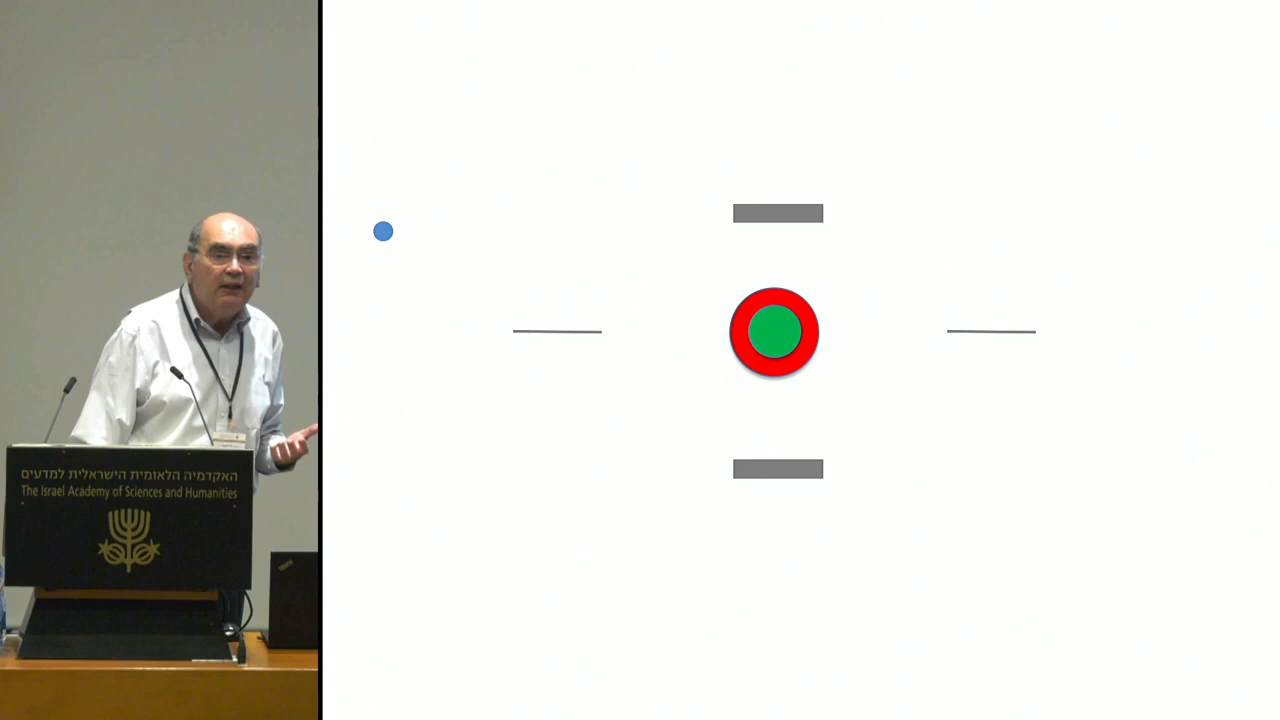 האקדמיה הלאומית הישראלית למדעים
The Israel Academy of Sciences and Humanities